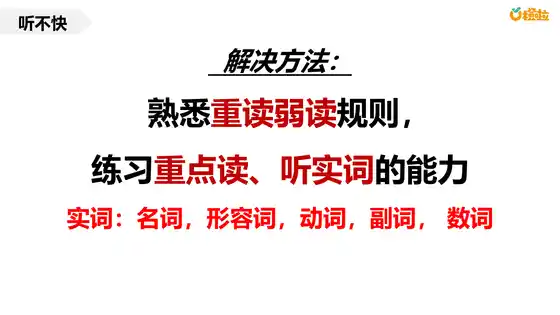 听不快
解决方法：
熟悉重读弱读规则，
练习重点读、听实词的能力
实词：名词，形容词，动词，副词， 数词